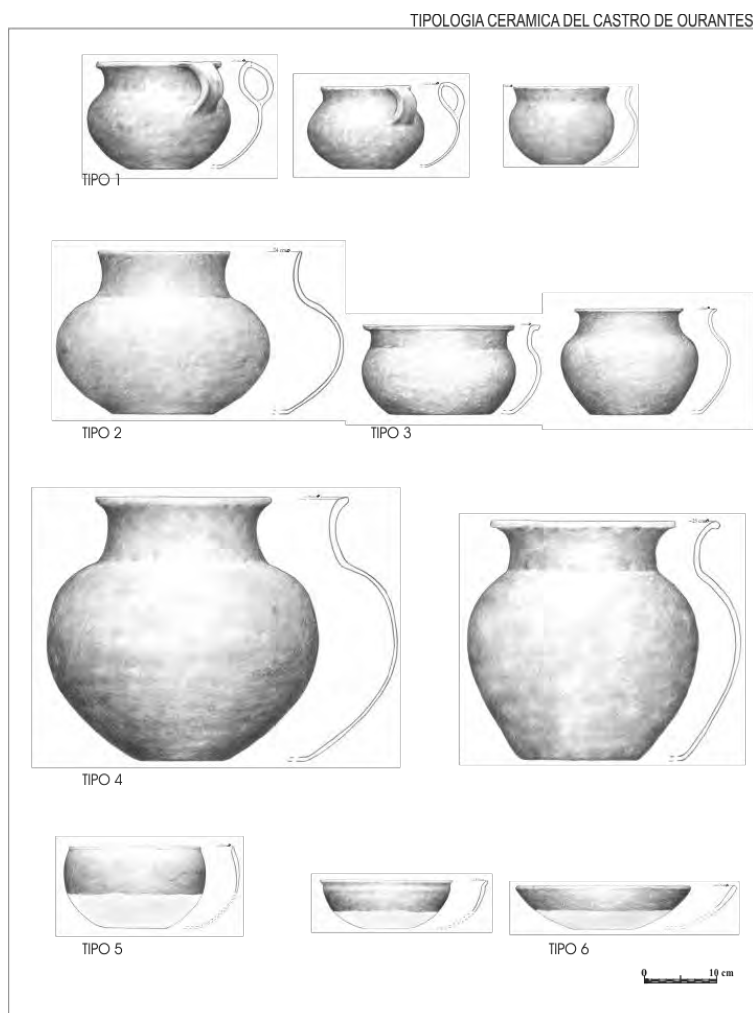 TIPOLOGIA CERAMICA DEL CASTRO DE OURANTES
TIPO 1
TIPO 2
TIPO 3
TIPO 4
TIPO 5
TIPO 6
0 10 cm